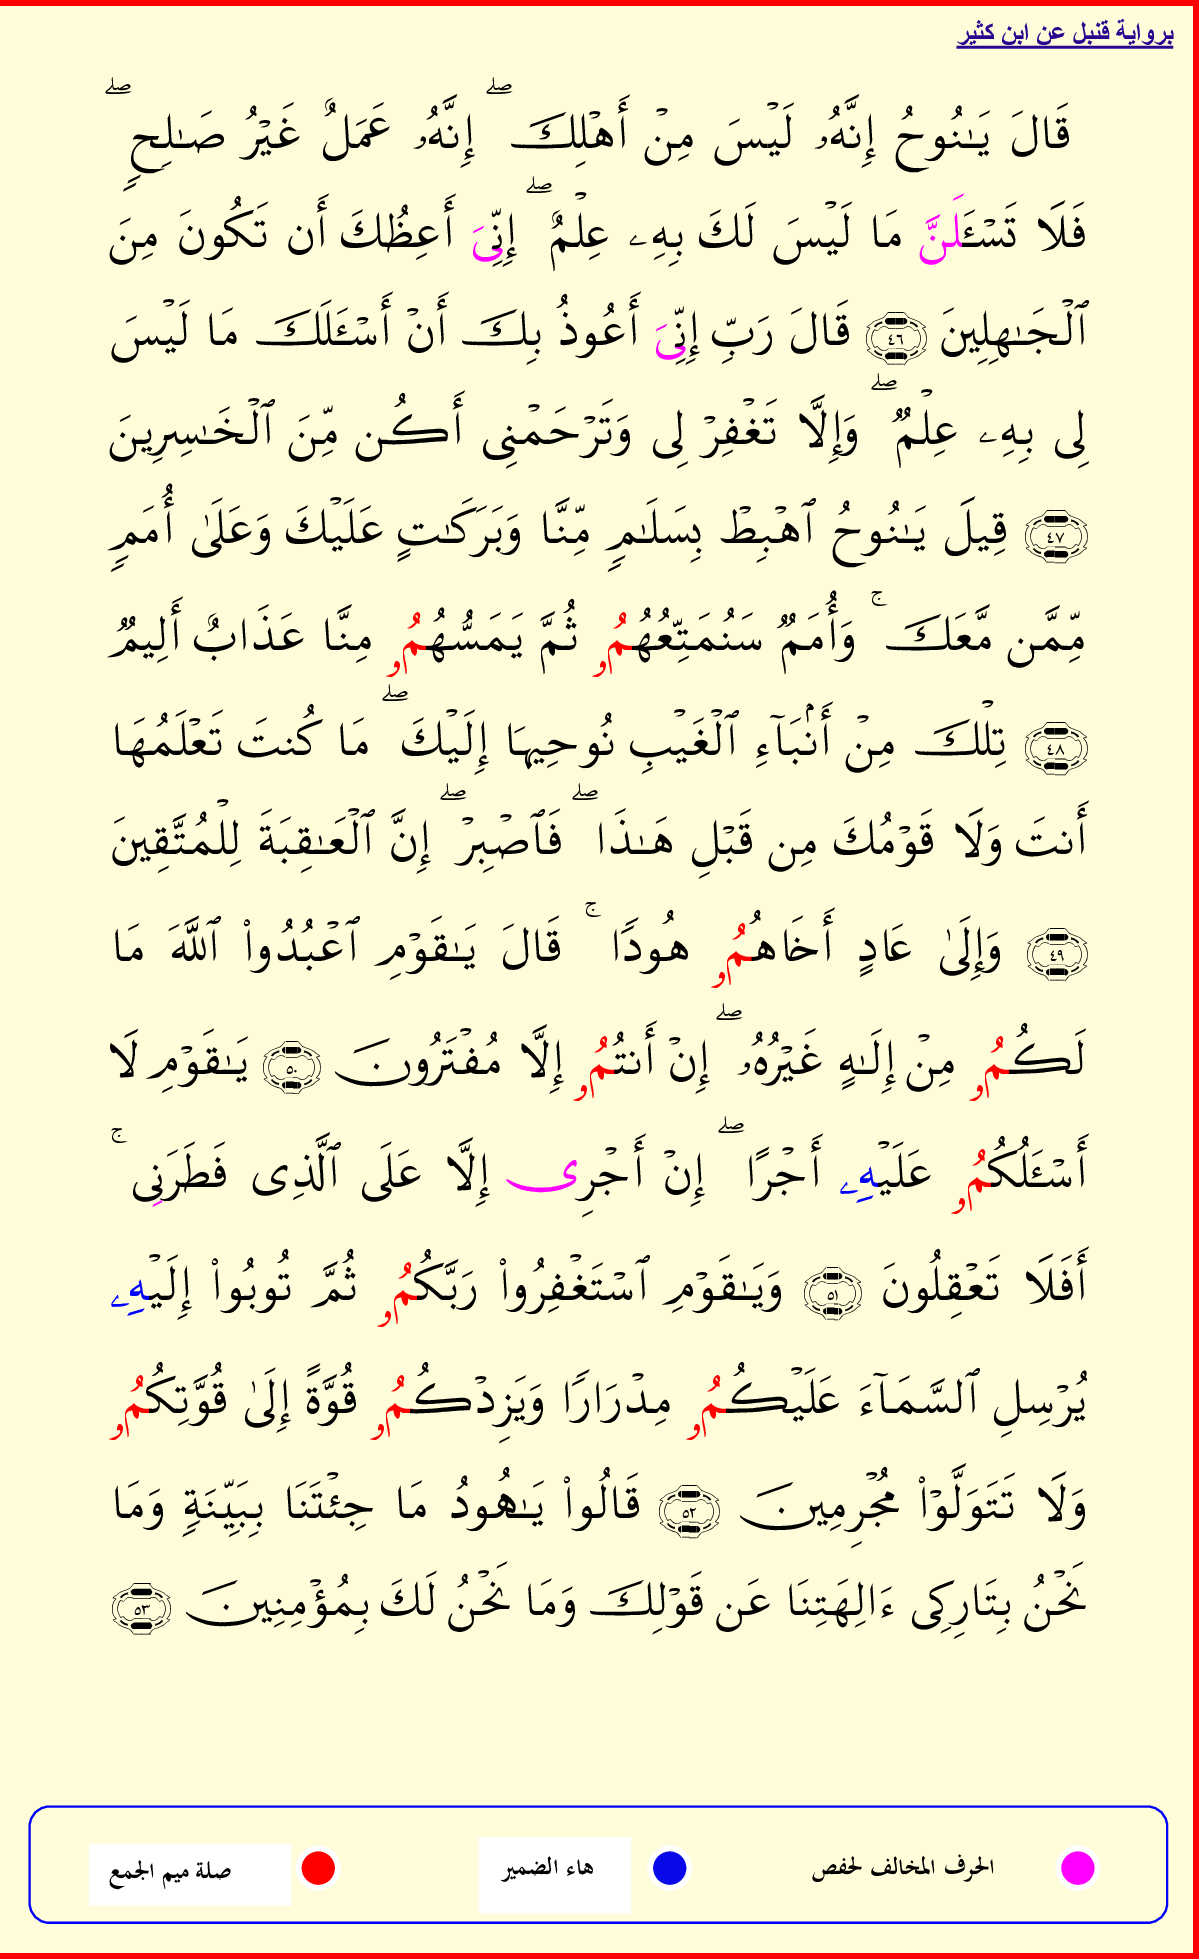 برواية قنبل عن ابن كثير
قَالَ يَـٰنُوحُ إِنَّهُۥ لَيْسَ مِنْ أَهْلِكَ ۖ إِنَّهُۥ عَمَلٌ غَيْرُ صَـٰلِحٍ ۖ
فَلَا تَسْـَٔلَنَّ مَا لَيْسَ لَكَ بِهِۦ عِلْمٌ ۖ إِنِّىَ أَعِظُكَ أَن تَكُونَ مِنَ
ٱلْجَـٰهِلِينَ ٤٦ قَالَ رَبِّ إِنِّىَ أَعُوذُ بِكَ أَنْ أَسْـَٔلَكَ مَا لَيْسَ
لِى بِهِۦ عِلْمٌ ۖ وَإِلَّا تَغْفِرْ لِى وَتَرْحَمْنِى أَكُن مِّنَ ٱلْخَـٰسِرِينَ
٤٧ قِيلَ يَـٰنُوحُ ٱهْبِطْ بِسَلَـٰمٍ مِّنَّا وَبَرَكَـٰتٍ عَلَيْكَ وَعَلَىٰ أُمَمٍ
مِّمَّن مَّعَكَ ۚ وَأُمَمٌ سَنُمَتِّعُهُمُۥ ثُمَّ يَمَسُّهُمُۥ مِنَّا عَذَابٌ أَلِيمٌ
٤٨ تِلْكَ مِنْ أَنۢبَآءِ ٱلْغَيْبِ نُوحِيهَا إِلَيْكَ ۖ مَا كُنتَ تَعْلَمُهَا
أَنتَ وَلَا قَوْمُكَ مِن قَبْلِ هَـٰذَا ۖ فَٱصْبِرْ ۖ إِنَّ ٱلْعَـٰقِبَةَ لِلْمُتَّقِينَ
٤٩ وَإِلَىٰ عَادٍ أَخَاهُمُۥ هُودًا ۚ قَالَ يَـٰقَوْمِ ٱعْبُدُوا۟ ٱللَّهَ مَا
لَكُمُۥ مِنْ إِلَـٰهٍ غَيْرُهُۥ ۖ إِنْ أَنتُمُۥ إِلَّا مُفْتَرُونَ ٥٠ يَـٰقَوْمِ لَا
أَسْـَٔلُكُمُۥ عَلَيْهِۦ أَجْرًا ۖ إِنْ أَجْرِى إِلَّا عَلَى ٱلَّذِى فَطَرَنِى ۚ
أَفَلَا تَعْقِلُونَ ٥١ وَيَـٰقَوْمِ ٱسْتَغْفِرُوا۟ رَبَّكُمُۥ ثُمَّ تُوبُوا۟ إِلَيْهِۦ
يُرْسِلِ ٱلسَّمَآءَ عَلَيْكُمُۥ مِدْرَارًا وَيَزِدْكُمُۥ قُوَّةً إِلَىٰ قُوَّتِكُمُۥ
وَلَا تَتَوَلَّوْا۟ مُجْرِمِينَ ٥٢ قَالُوا۟ يَـٰهُودُ مَا جِئْتَنَا بِبَيِّنَةٍ وَمَا
نَحْنُ بِتَارِكِى ءَالِهَتِنَا عَن قَوْلِكَ وَمَا نَحْنُ لَكَ بِمُؤْمِنِينَ ٥٣
الحرف المخالف لحفص هاء الضمير صلة ميم الجمع